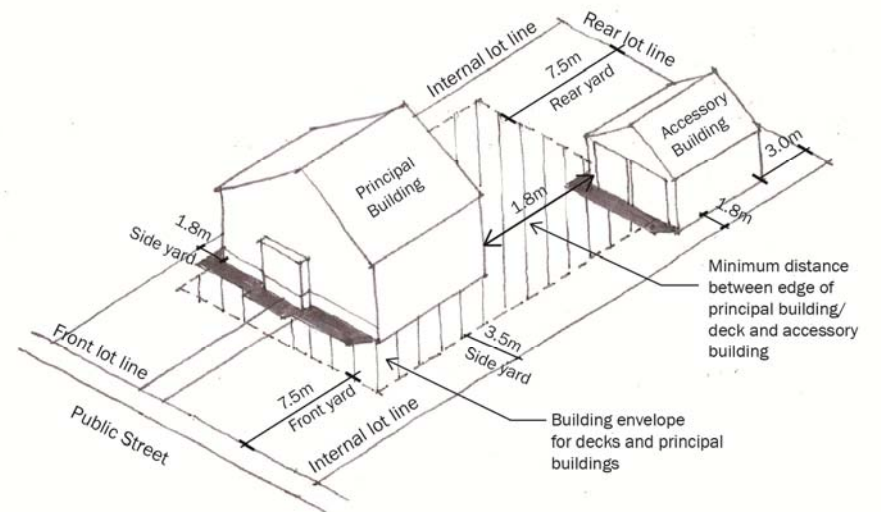 Rear lot line
Internal lot line
7.5m
Rear yard
Accessory
Building
3.0m
Principal
Building
1.8m
1.8m
1.8m
Side yard
Minimum distance
between edge of
principal building/
deck and accessory
building
3.5m
Side yard
Front lot line
7.5m
Front yard
Public Street
Internal lot line
Building envelope
for decks and principal
buildings